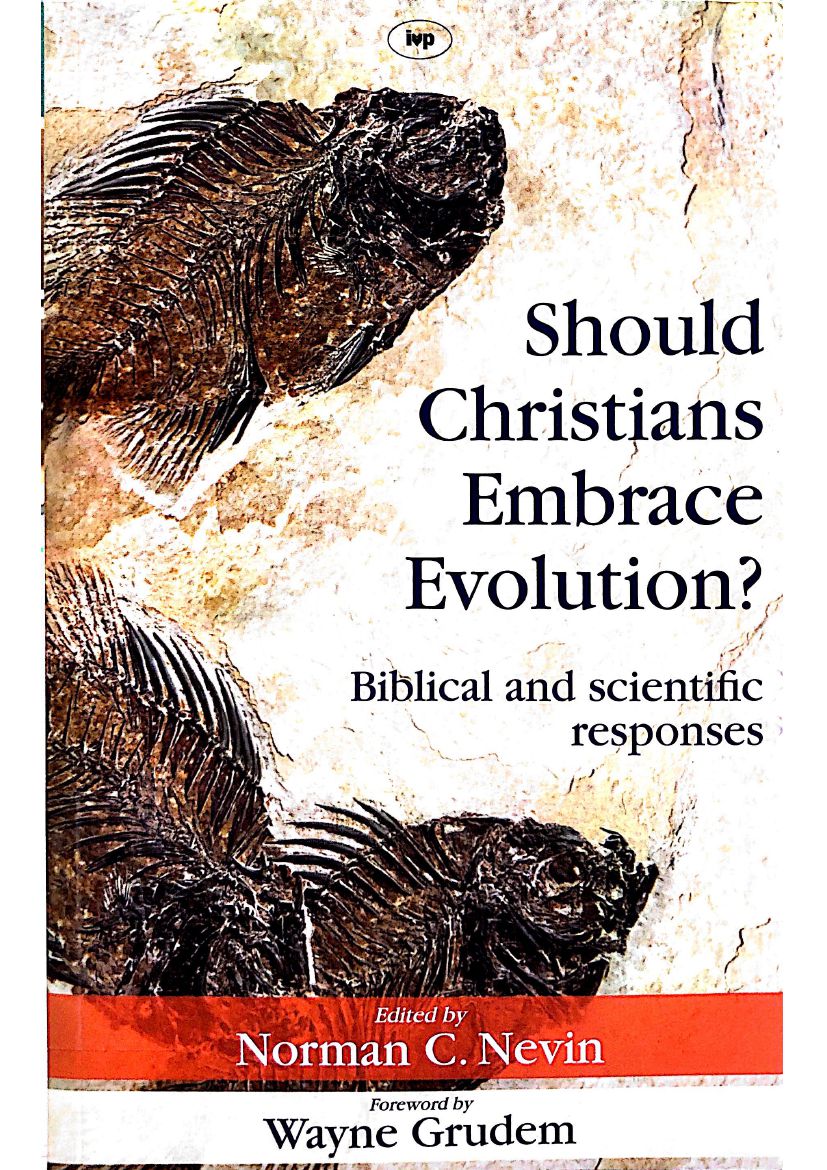 ivp
Should
Christians
Embrace
Evolution?
Biblical and scientific
responses
Edited by
Norman C. Nevin
Foreword by
Wayne Grudem